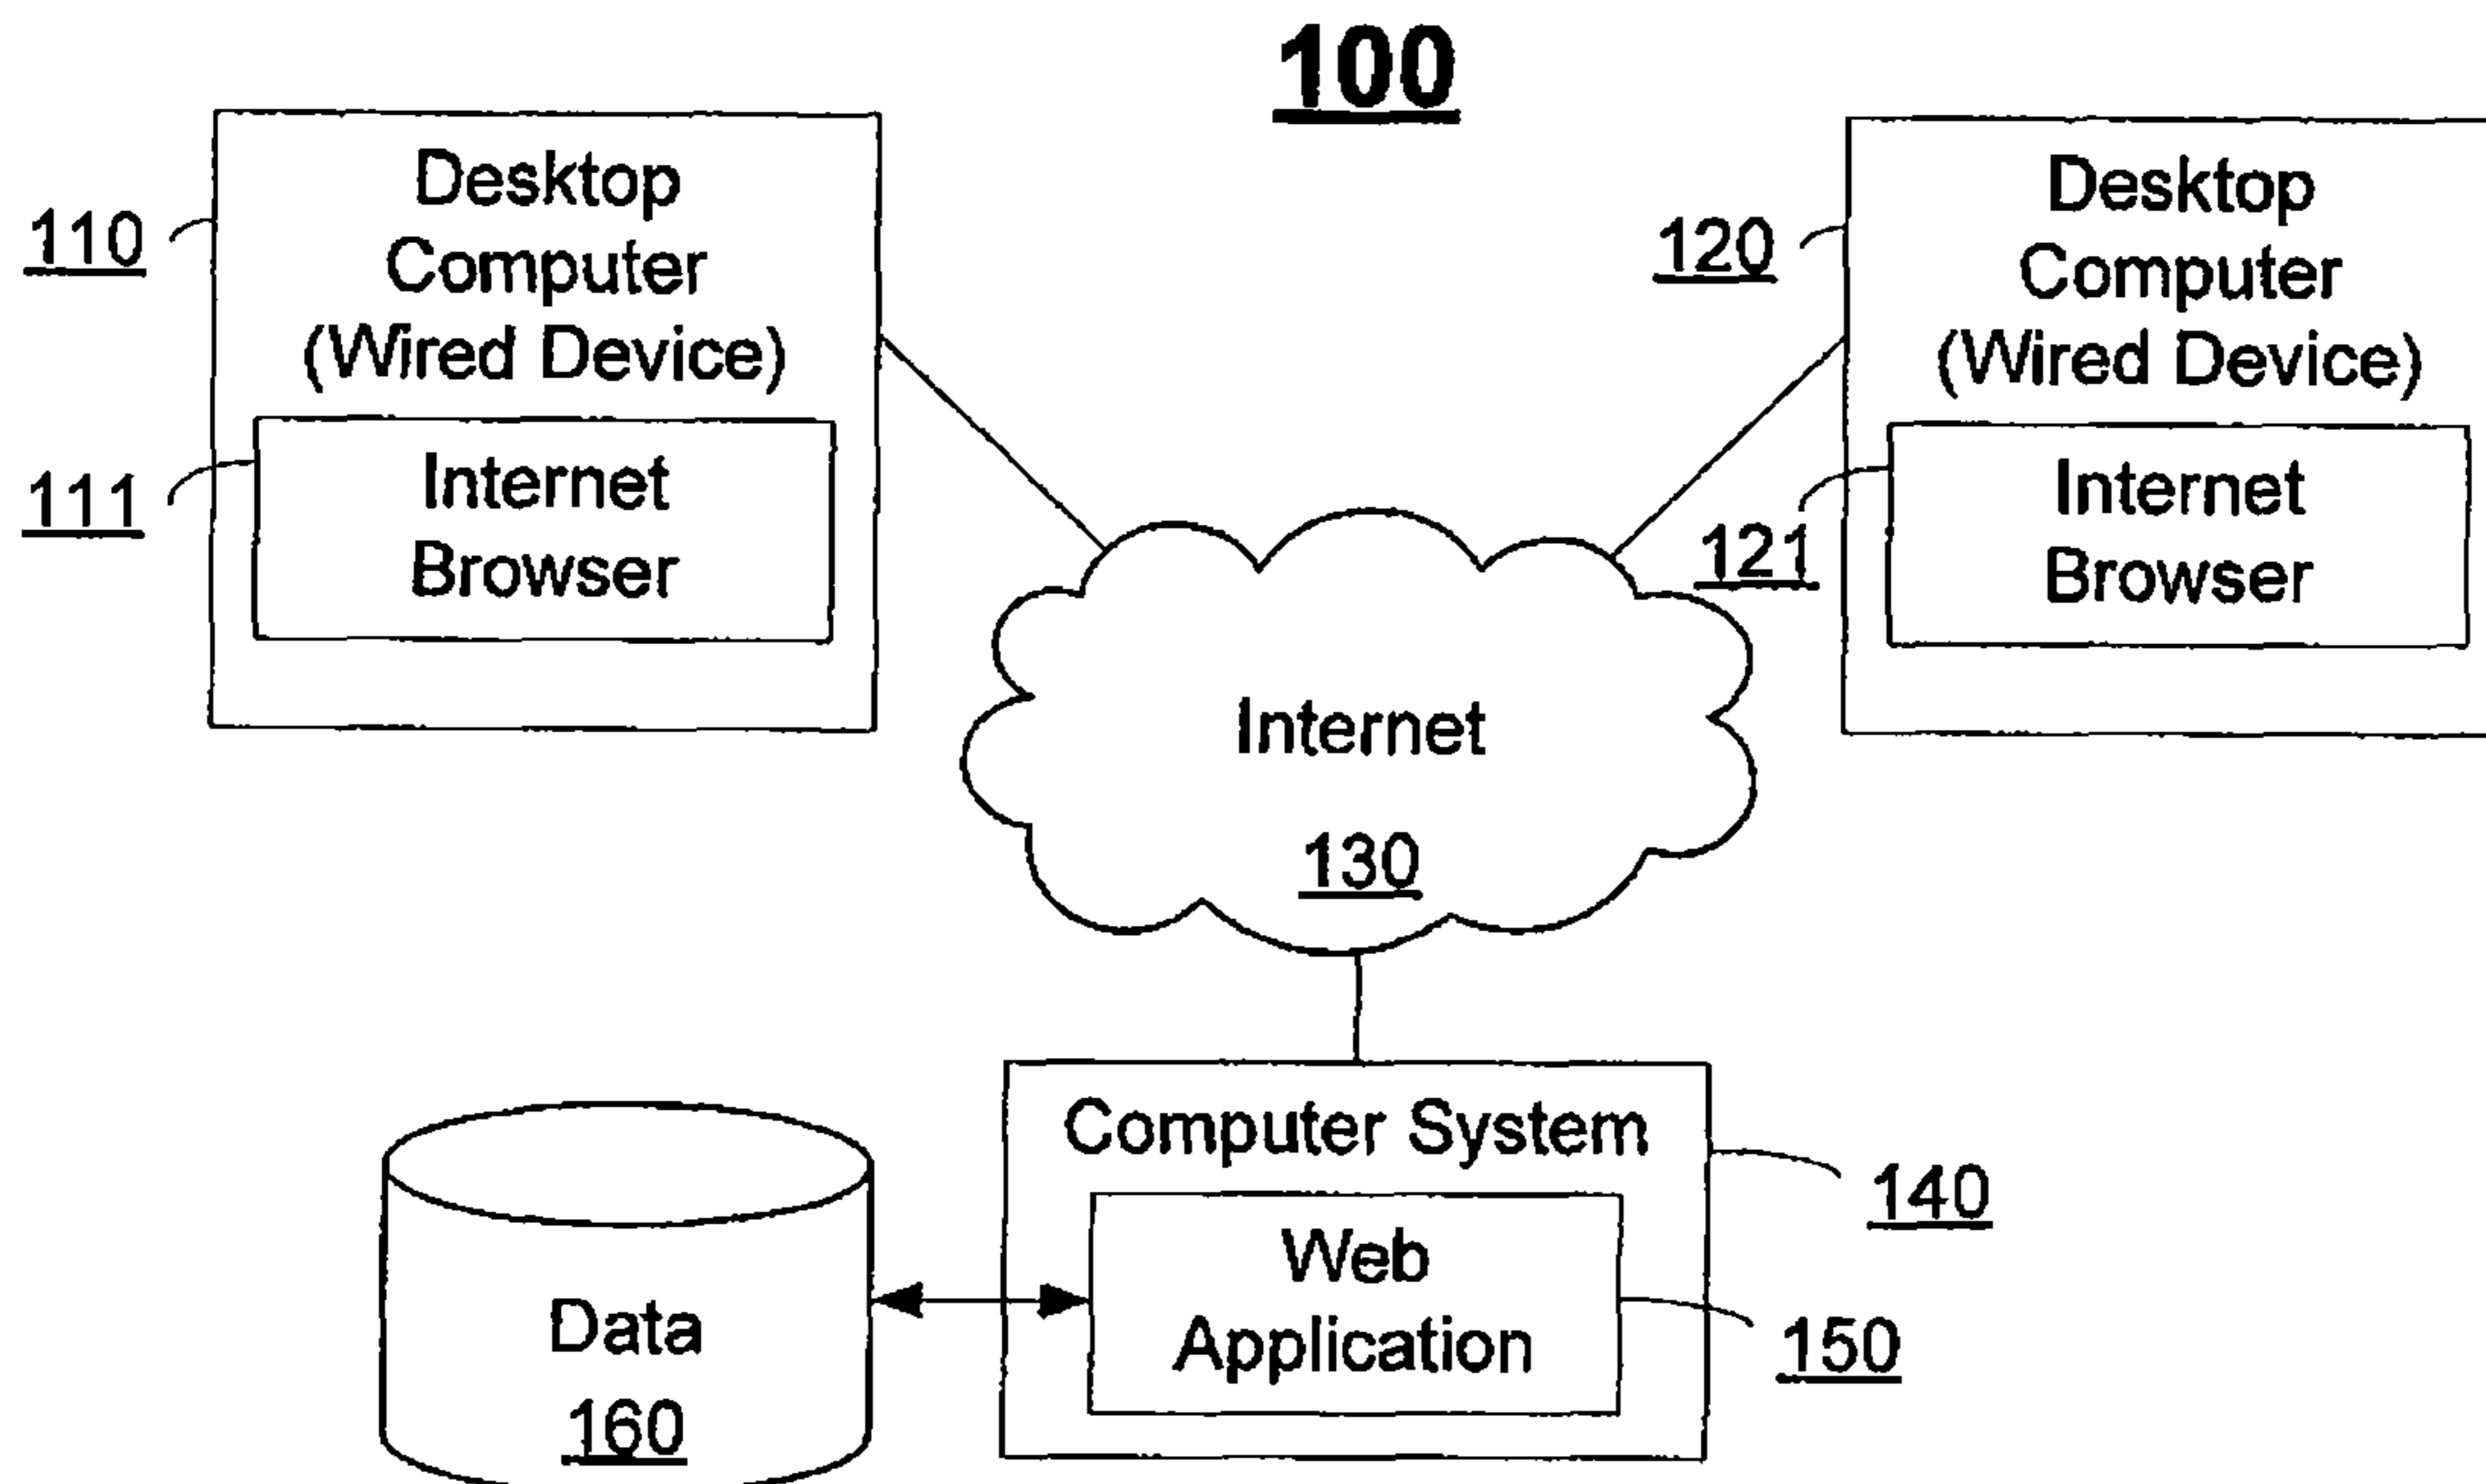 100
110
Desktop
Computer
(Wired Device)
111
Internet
Browser
120
Desktop
Computer
(Wired Device)
121
Internet
Browser
Internet
130
Computer System
140
Web
Application
150
Data
160